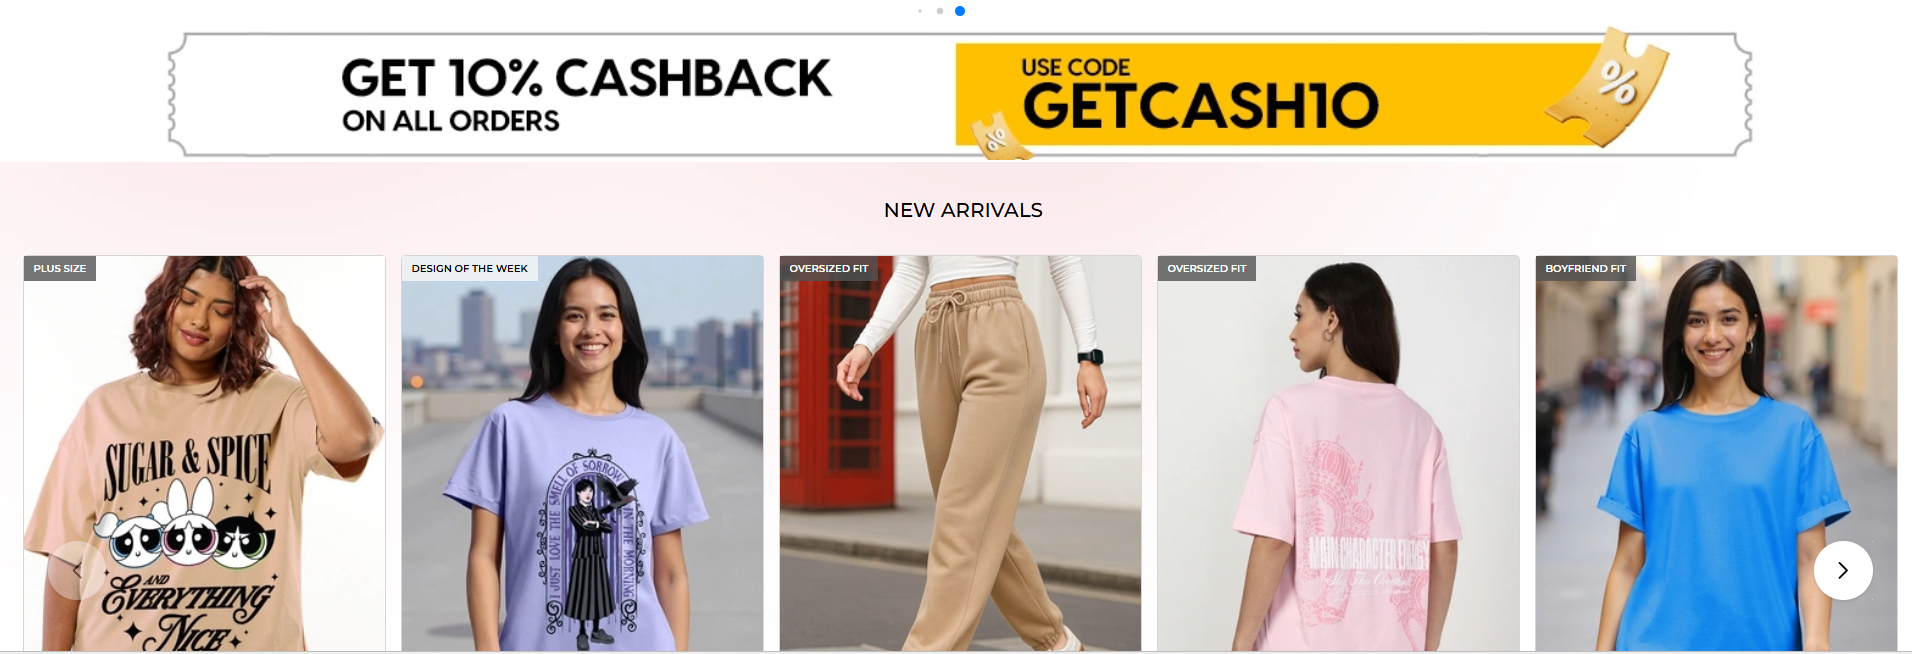 GET 10% CASHBACK
ON ALL ORDERS
USE CODE
GETCASH10
%
%
NEW ARRIVALS
PLUS SIZE
SUGAR & SPICE
AND
EVERYTHING
NICE
DESIGN OF THE WEEK
I JUST LOVE THE SMELL OF SORROW IN THE MORNING
OVERSIZED FIT
OVERSIZED FIT
MAIN CHARACTER ENERGY
BOYFRIEND FIT